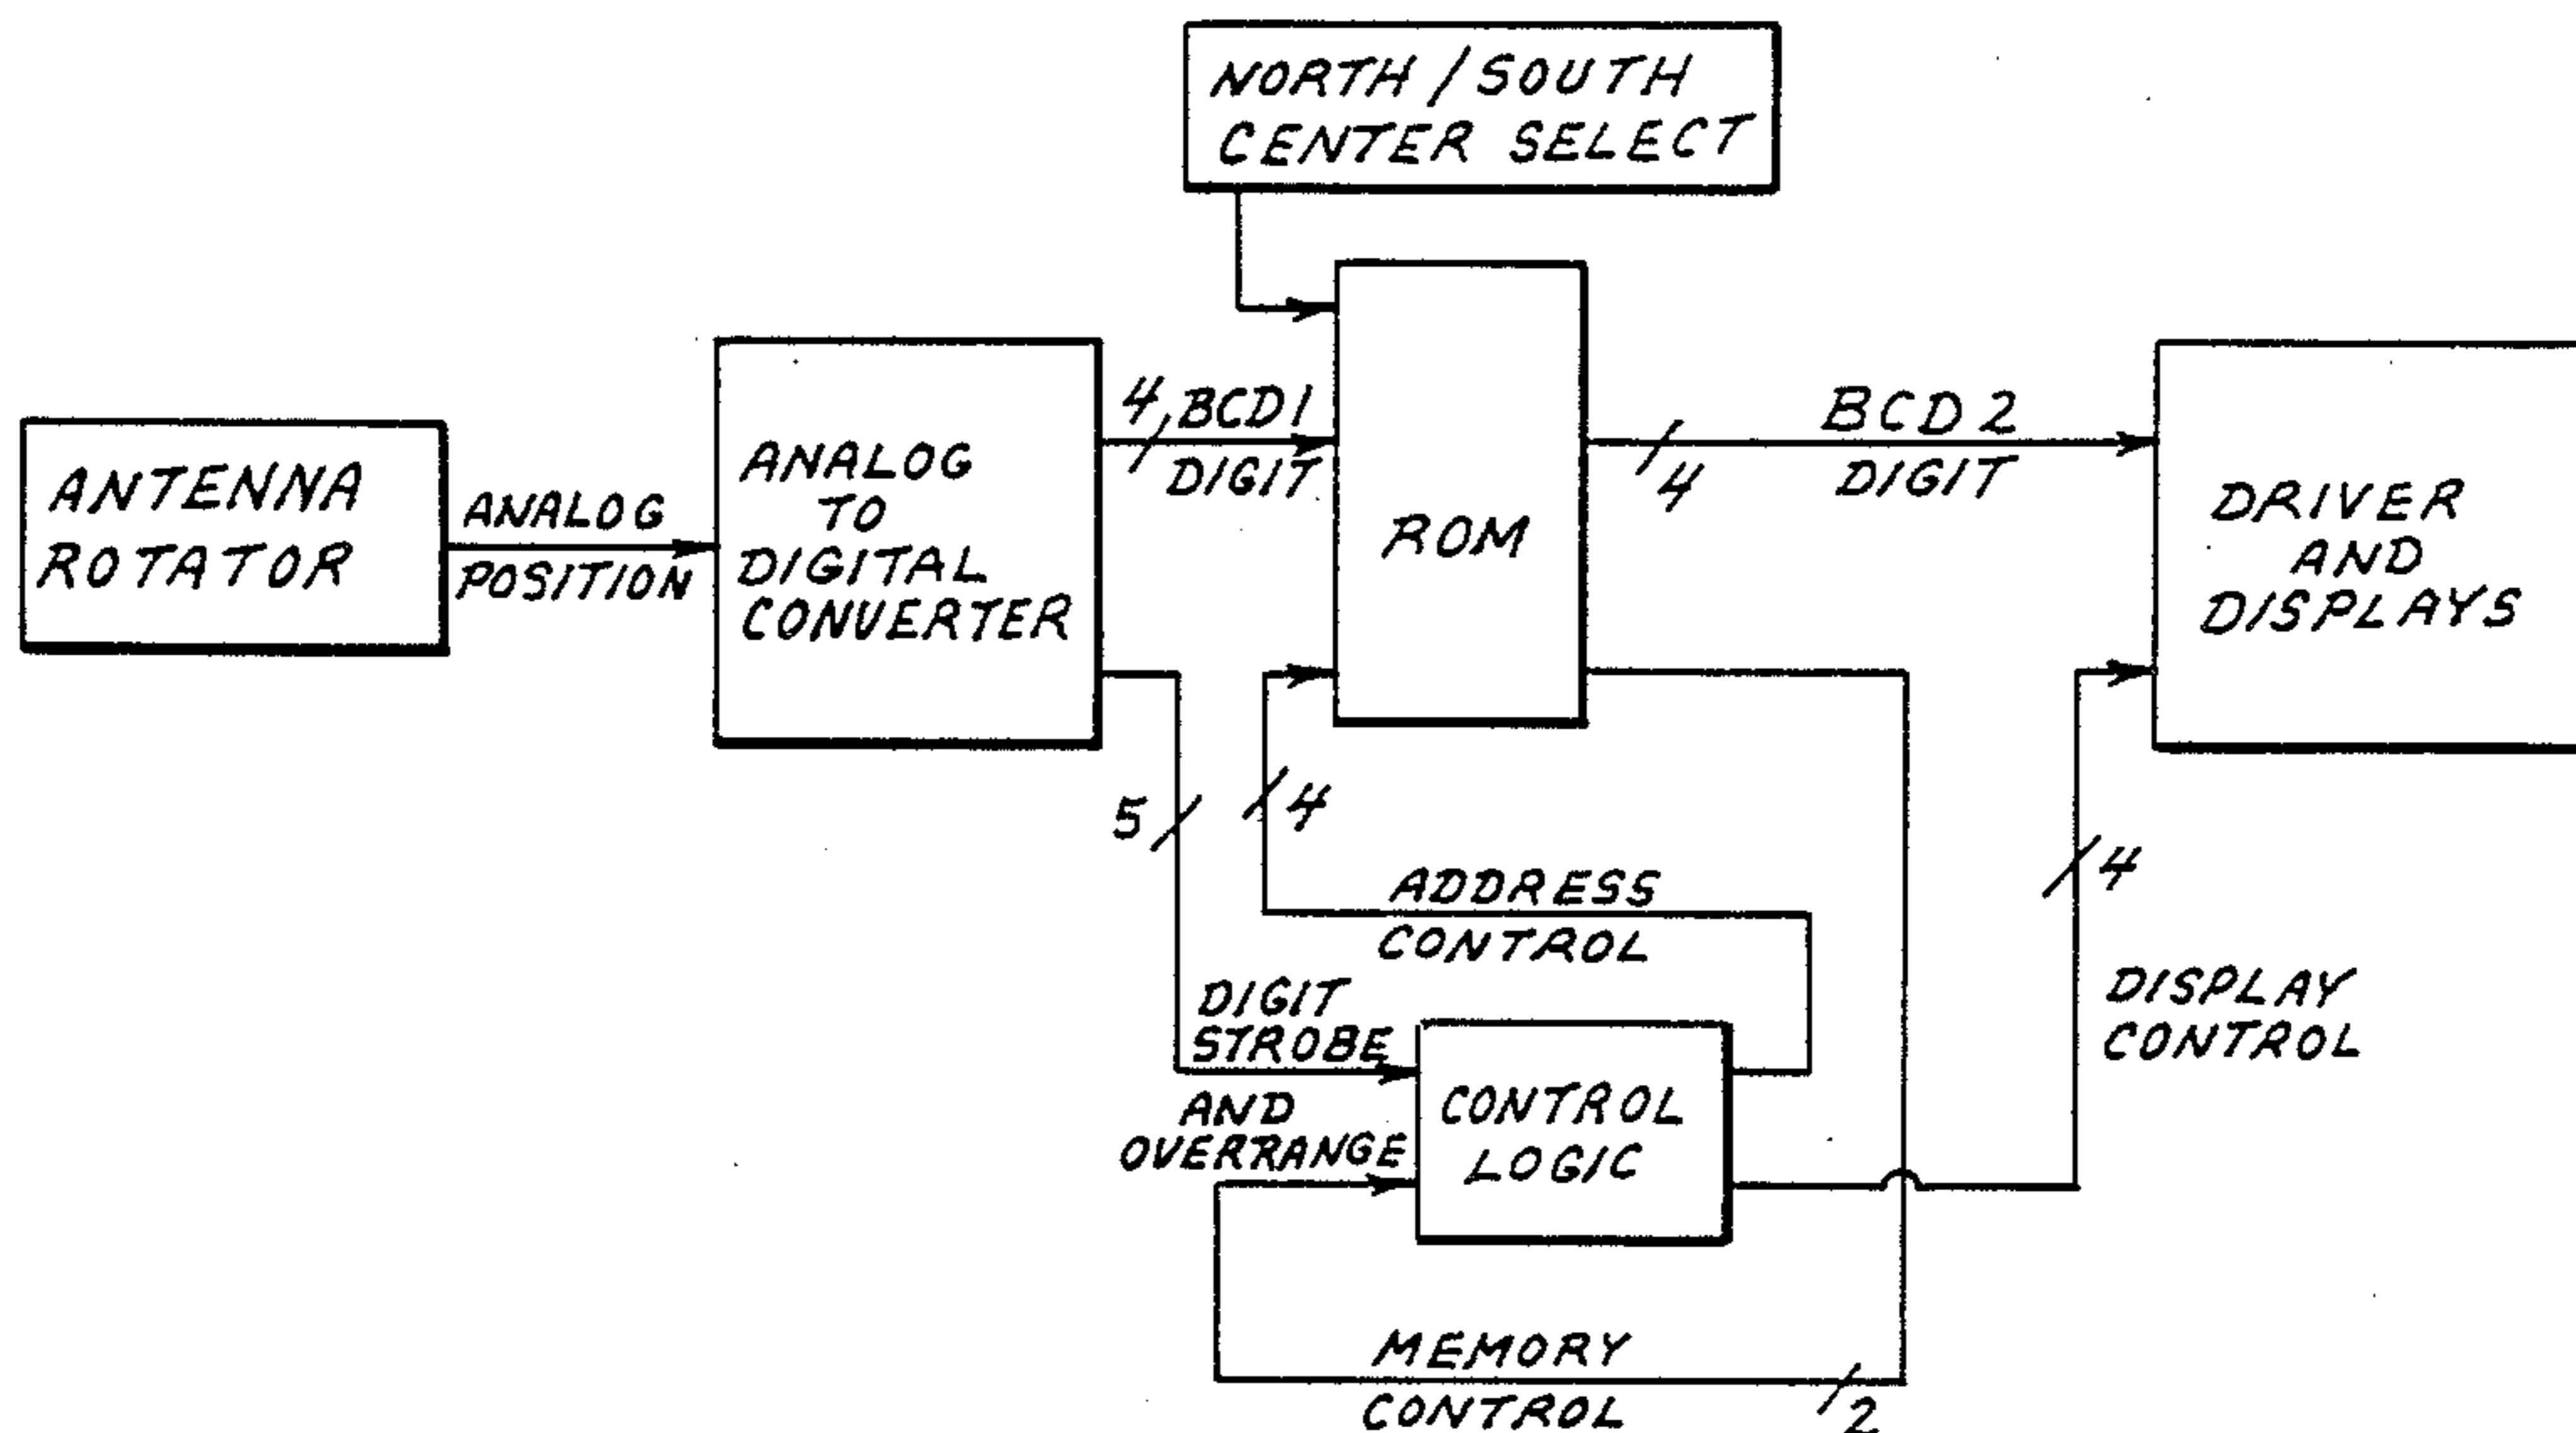 NORTH / SOUTH
CENTER SELECT
ANTENNA
ROTATOR
ANALOG
POSITION
ANALOG
TO
DIGITAL
CONVERTER
4 BCD1
DIGIT
ROM
BCD 2
4
DIGIT
DRIVER
AND
DISPLAYS
5
4
4
ADDRESS
CONTROL
DIGIT
STROBE
AND
OVERRANGE
CONTROL
LOGIC
DISPLAY
CONTROL
MEMORY
CONTROL
2